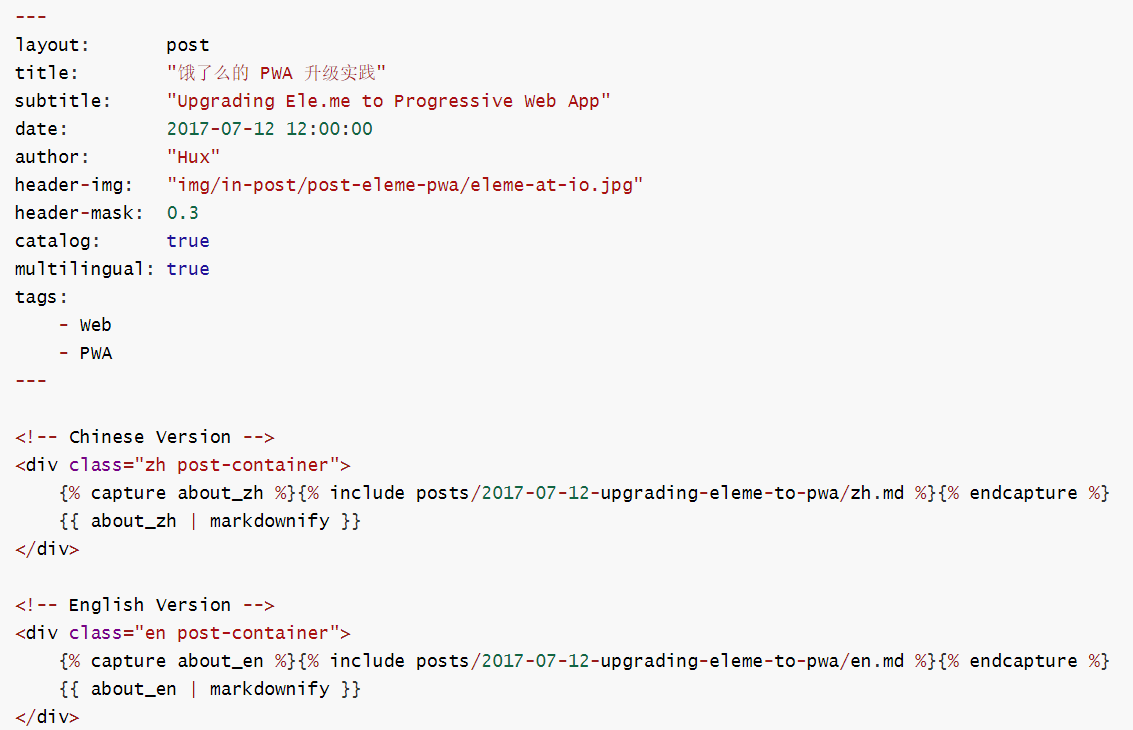 ---
layout:       post
title:        "饿了么的 PWA 升级实践"
subtitle:     "Upgrading Ele.me to Progressive Web App"
date:         2017-07-12 12:00:00
author:       "Hux"
header-img:   "img/in-post/post-eleme-pwa/eleme-at-io.jpg"
header-mask:  0.3
catalog:      true
multilingual: true
tags:
    - Web
    - PWA
---

<!-- Chinese Version -->
<div class="zh post-container">
    {% capture about_zh %}{% include posts/2017-07-12-upgrading-eleme-to-pwa/zh.md %}{% endcapture %}
    {{ about_zh | markdownify }}
</div>

<!-- English Version -->
<div class="en post-container">
    {% capture about_en %}{% include posts/2017-07-12-upgrading-eleme-to-pwa/en.md %}{% endcapture %}
    {{ about_en | markdownify }}
</div>